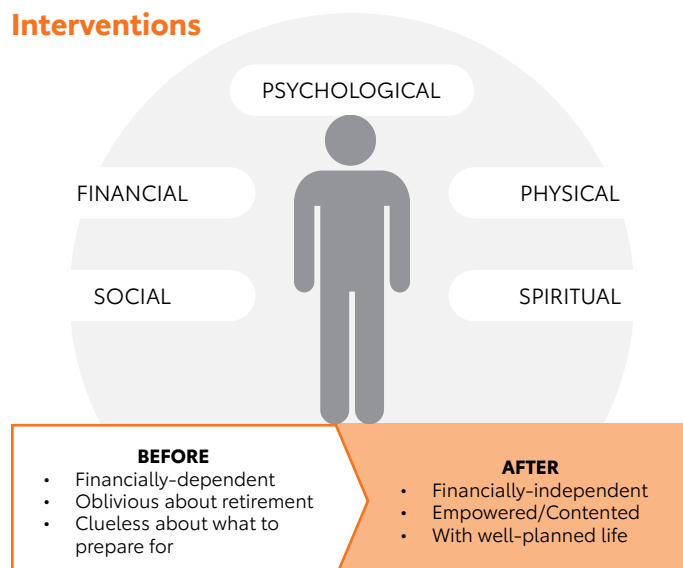 Interventions
PSYCHOLOGICAL
FINANCIAL
PHYSICAL
SOCIAL
SPIRITUAL
BEFORE
• Financially-dependent
• Oblivious about retirement
• Clueless about what to
prepare for
AFTER
• Financially-independent
• Empowered/Contented
• With well-planned life